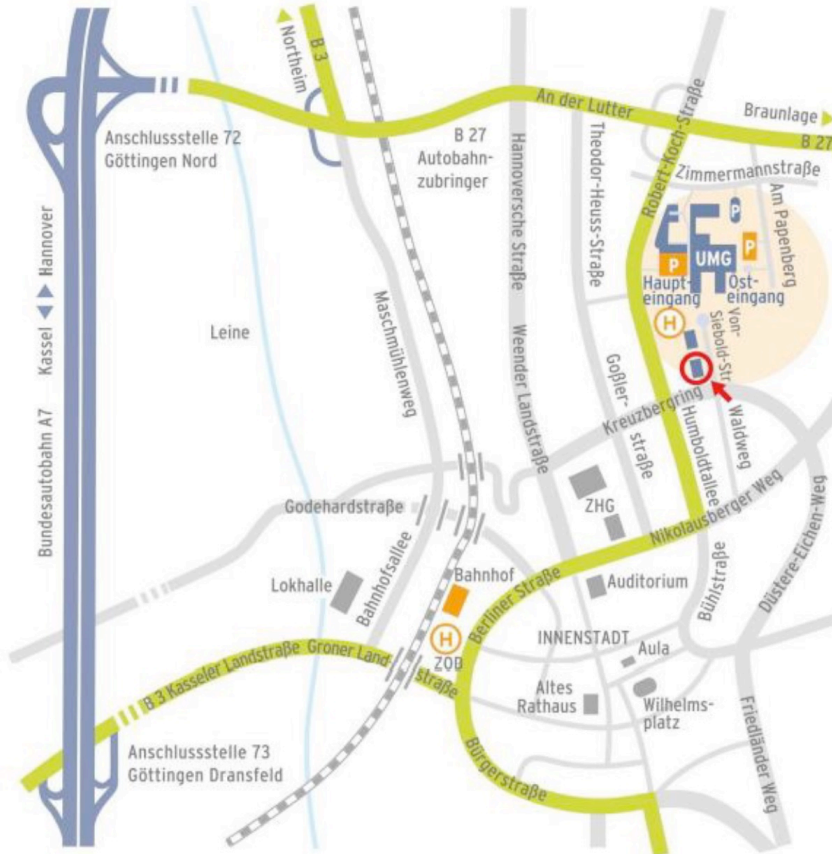 Northeim
B 3
An der Lutter
Braunlage
B 27
Anschlussstelle 72
Göttingen Nord
B 27
Autobahn-
zubringer
Hannoversche Straße
Theodor-Heuss-Straße
Robert-Koch-Straße
Zimmermannstraße
Am Papenberg
P
P
P
UMG
Haupt-
eingang
Ost-
eingang
H
Von-
Siebold-Str.
Kassel
Hannover
Bundesautobahn A7
Leine
Maschmühlenweg
Weender Landstraße
Goßler-
straße
Kreuzbergring
Humboldtallee
Waldweg
Godehardstraße
ZHG
Nikolausberger Weg
Düstere-Eichen-Weg
Lokhalle
Bahnhofsallee
Bahnhof
H
ZOB
Berliner Straße
Auditorium
Bühlstraße
INNENSTADT
Aula
B 3 Kasseler Landstraße
Groner Land
straße
Altes
Rathaus
Wilhelms-
platz
Friedländer Weg
Anschlussstelle 73
Göttingen Dransfeld
Bürgerstraße